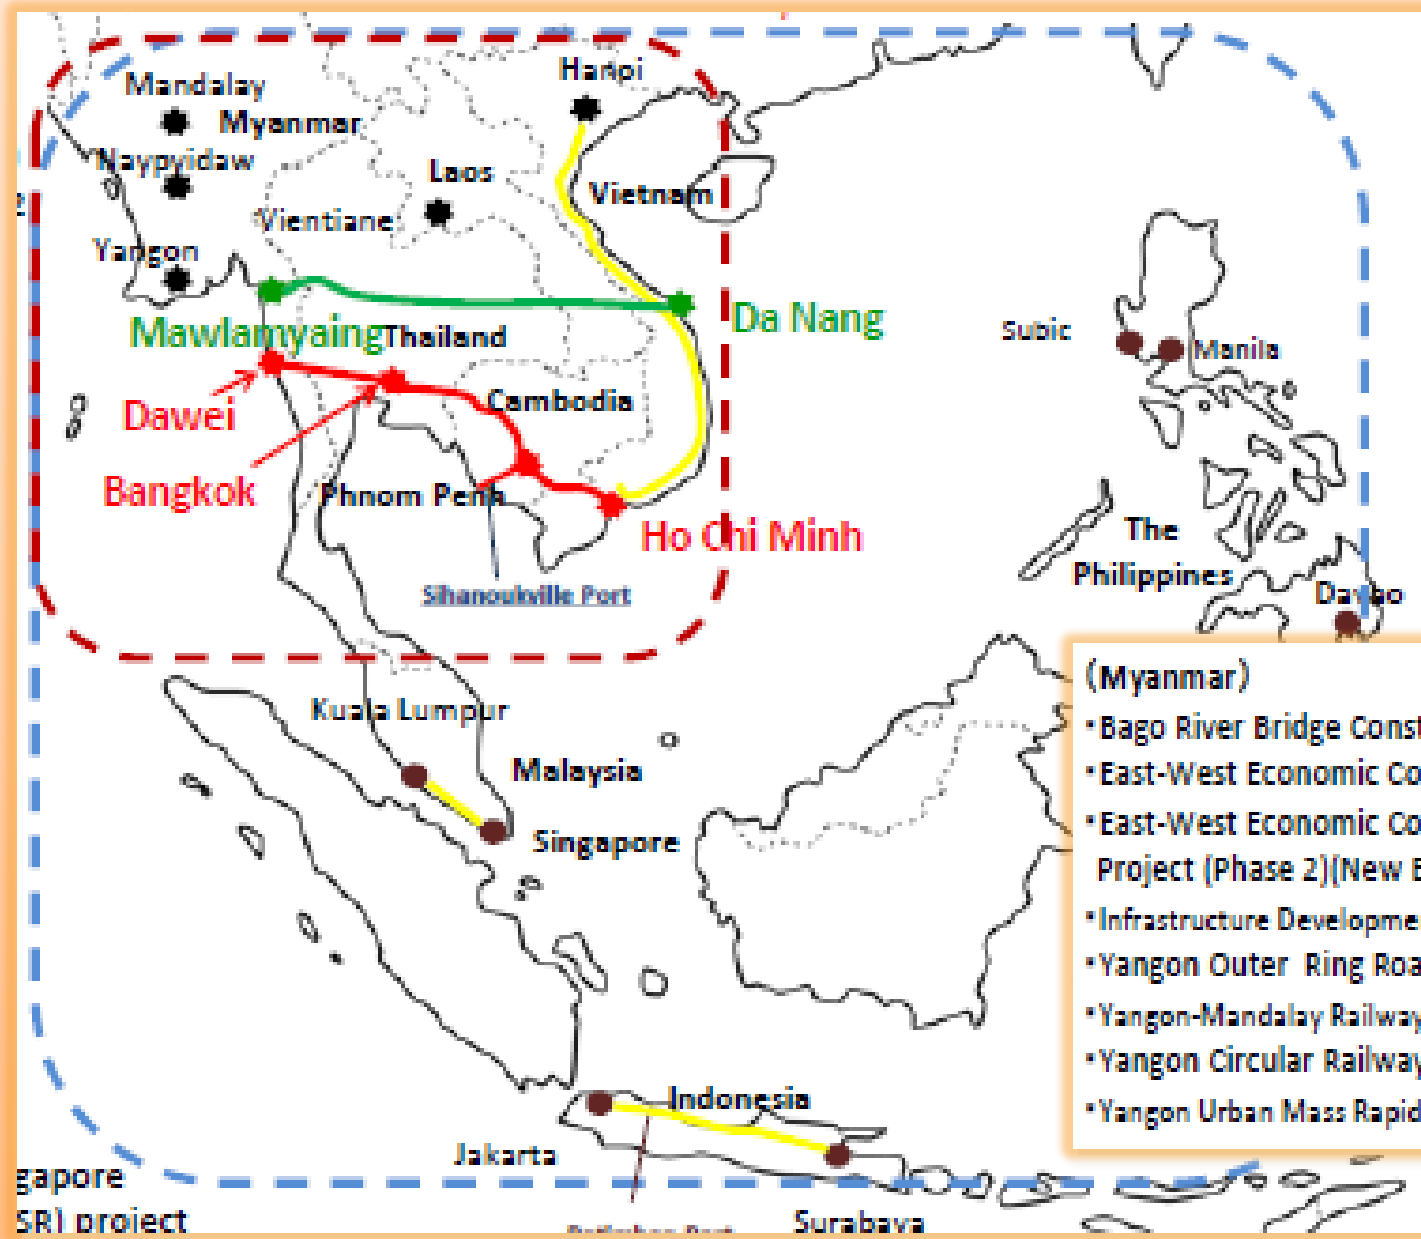 Hanoi
Mandalay
Myanmar
Naypyidaw
Laos
Vietnam
Vientiane
Yangon
Mawlamyaing
Thailand
Da Nang
Subic
Manila
Dawei
Cambodia
Bangkok
Phnom Penh
Ho Chi Minh
The
Philippines
Sihanoukville Port
Davao
(Myanmar)
Kuala Lumpur
•Bago River Bridge Const
Malaysia
•East-West Economic Co
•East-West Economic Co
Singapore
Project (Phase 2)(New B
•Infrastructure Developme
•Yangon Outer Ring Roa
•Yangon-Mandalay Railway
•Yangon Circular Railway
Indonesia
•Yangon Urban Mass Rapid
Jakarta
gapore
SR) project
Surabaya